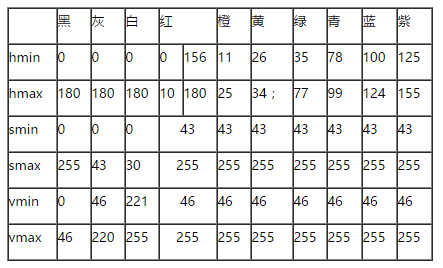 黑 灰 白 红 橙 黄 绿 青 蓝 紫
hmin 0 0 0 0 156 11 26 35 78 100 125
hmax 180 180 180 10 180 25 34； 77 99 124 155
smin 0 0 0 43 43 43 43 43 43 43
smax 255 43 30 255 255 255 255 255 255 255
vmin 0 46 221 46 46 46 46 46 46 46
vmax 46 220 255 255 255 255 255 255 255 255